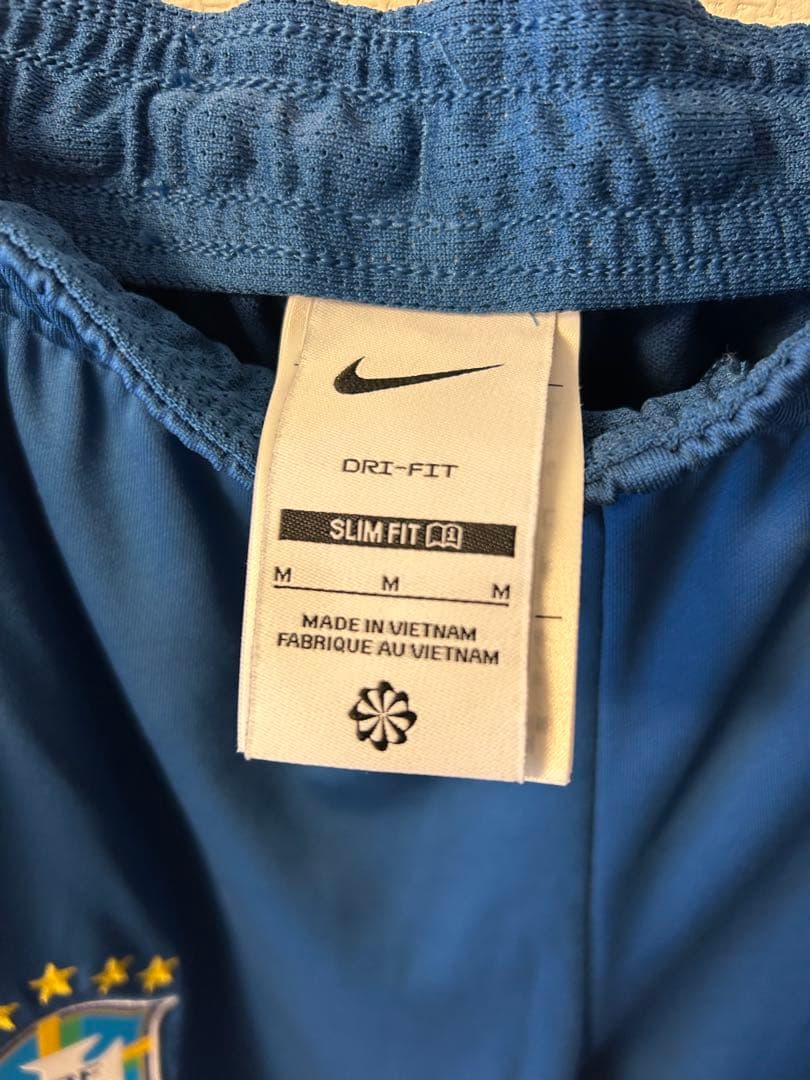 DRI-FIT
SLIM FIT
M M M
MADE IN VIETNAM
FABRIQUE AU VIETNAM